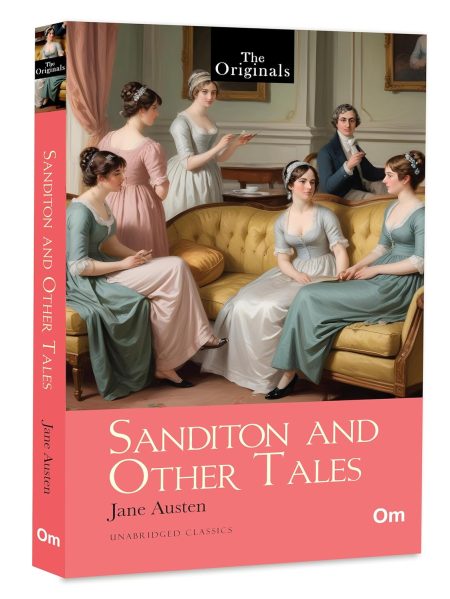 The
Originals
SANDITON AND OTHER TALES
Jane Austen
Om
The
Originals
SANDITON AND
OTHER TALES
Jane Austen
UNABRIDGED CLASSICS
Om